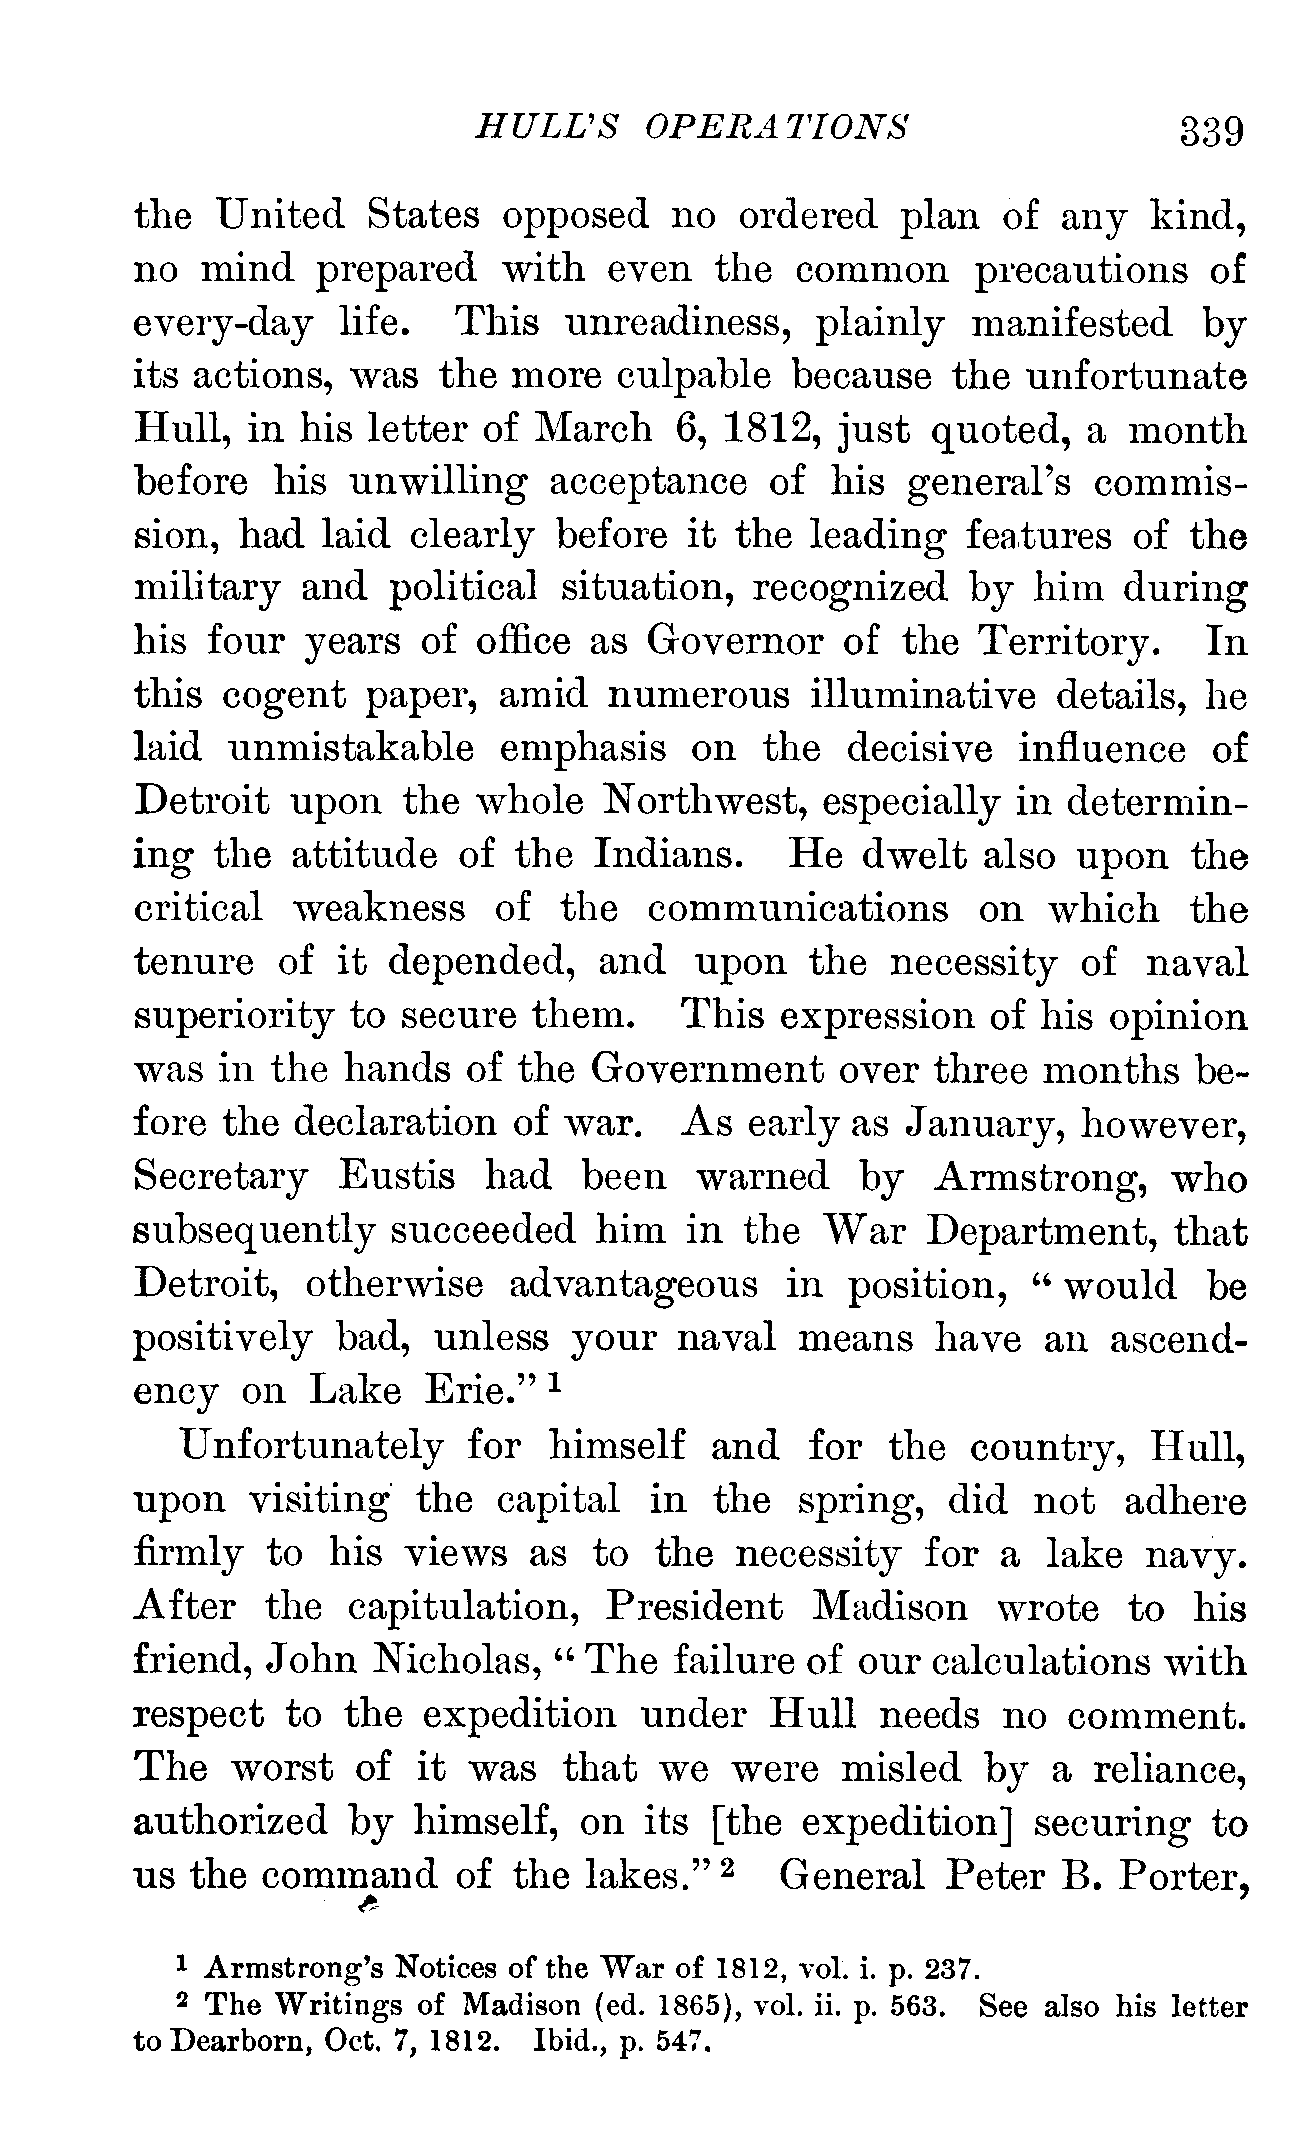 HULL'S OPERATIONS 339
the United States opposed no ordered plan of any kind,
no mind prepared with even the common precautions of
every-day life. This unreadiness, plainly manifested by
its actions, was the more culpable because the unfortunate
Hull, in his letter of March 6, 1812, just quoted, a month
before his unwilling acceptance of his general's commis-
sion, had laid clearly before it the leading features of the
military and political situation, recognized by him during
his four years of office as Governor of the Territory. In
this cogent paper, amid numerous illuminative details, he
laid unmistakable emphasis on the decisive influence of
Detroit upon the whole Northwest, especially in determin-
ing the attitude of the Indians. He dwelt also upon the
critical weakness of the communications on which the
tenure of it depended, and upon the necessity of naval
superiority to secure them. This expression of his opinion
was in the hands of the Government over three months be-
fore the declaration of war. As early as January, however,
Secretary Eustis had been warned by Armstrong, who
subsequently succeeded him in the War Department, that
Detroit, otherwise advantageous in position, “ would be
positively bad, unless your naval means have an ascend-
ency on Lake Erie.” 1
Unfortunately for himself and for the country, Hull,
upon visiting the capital in the spring, did not adhere
firmly to his views as to the necessity for a lake navy.
After the capitulation, President Madison wrote to his
friend, John Nicholas, “ The failure of our calculations with
respect to the expedition under Hull needs no comment.
The worst of it was that we were misled by a reliance,
authorized by himself, on its [the expedition] securing to
us the command of the lakes.” 2 General Peter B. Porter,
1 Armstrong's Notices of the War of 1812, vol. i. p. 237.
2 The Writings of Madison (ed. 1865), vol. ii. p. 563. See also his letter
to Dearborn, Oct. 7, 1812. Ibid., p. 547.